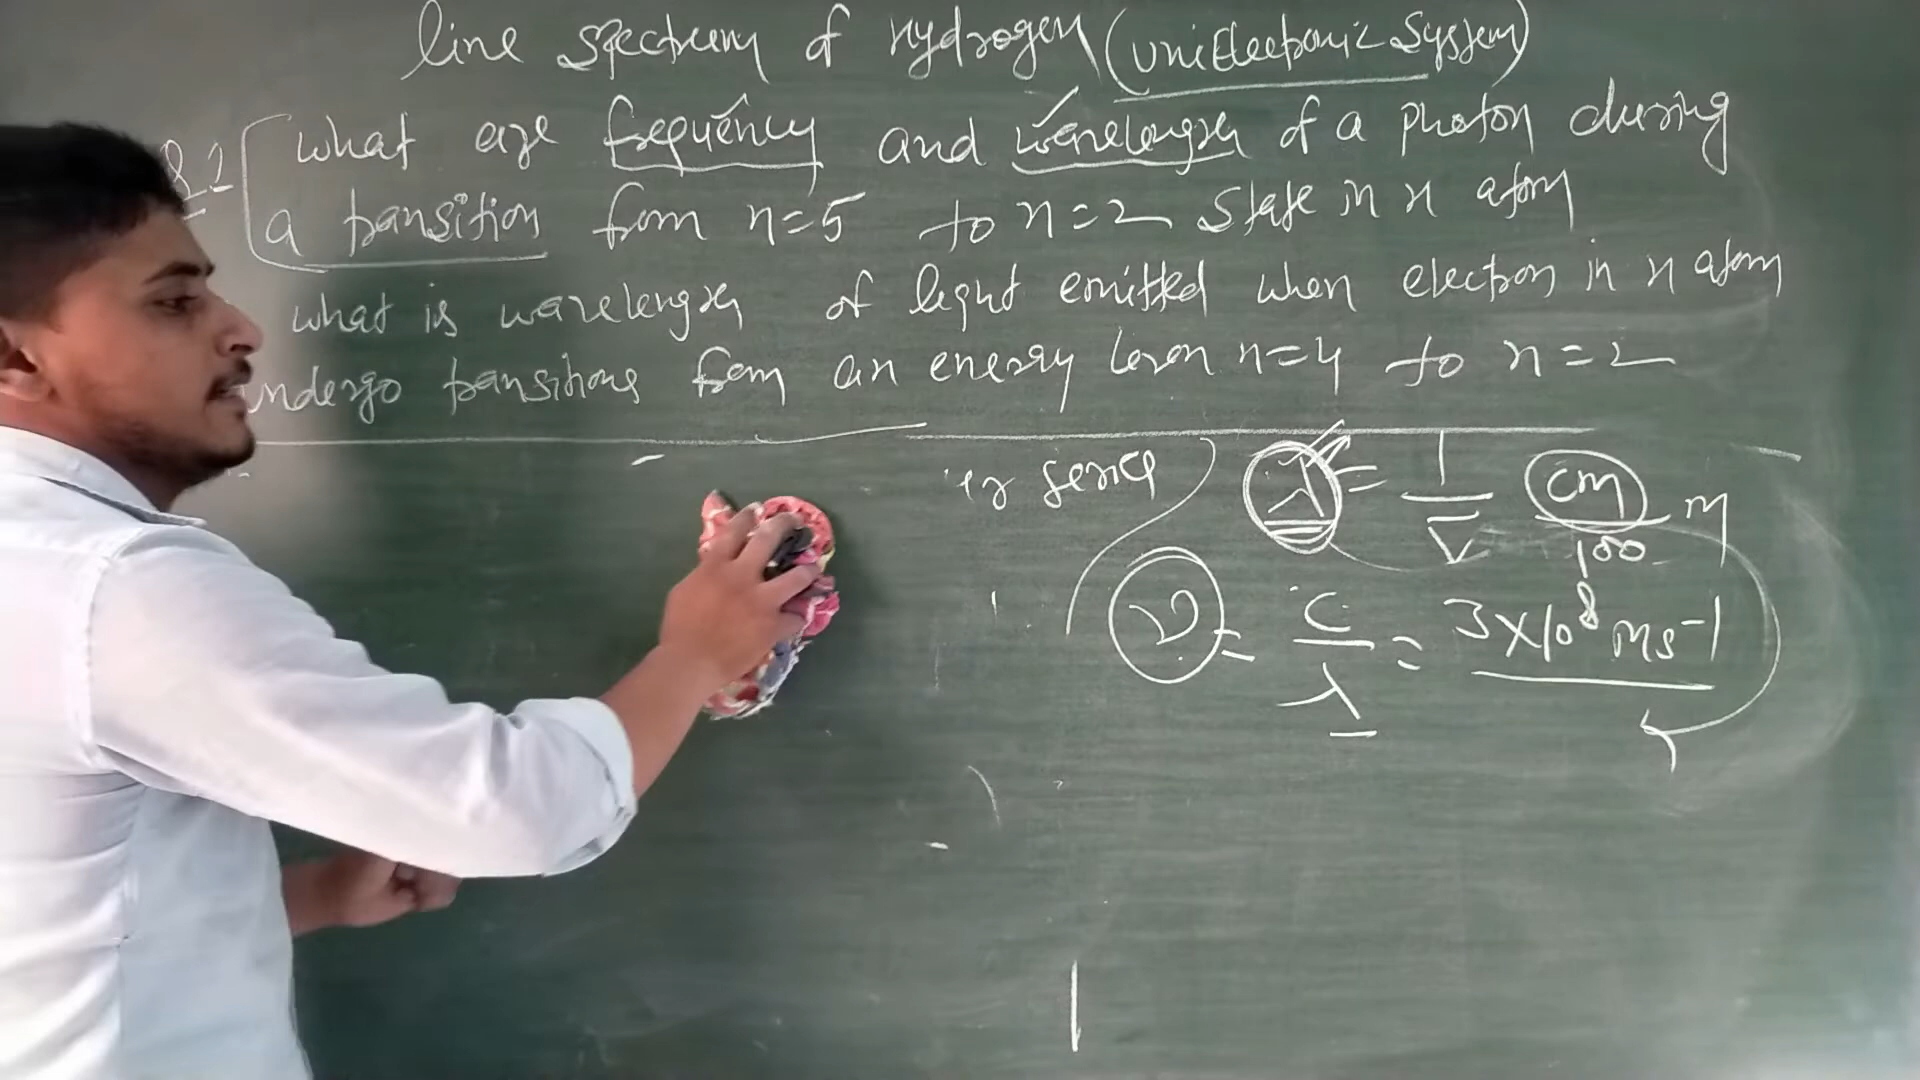 line spectrum of Hydrogen (UniElectronic System)
Q.1 What are frequency and wavelength of a photon during
a transition from n=5 to n=2 State in H atom
what is wavelength of light emitted when electron in H atom
undergo transitions from an energy n=4 to n=2
er series
λ = 1/ν̅ cm/100 m
ν = c/λ = 3×10⁸ ms⁻¹